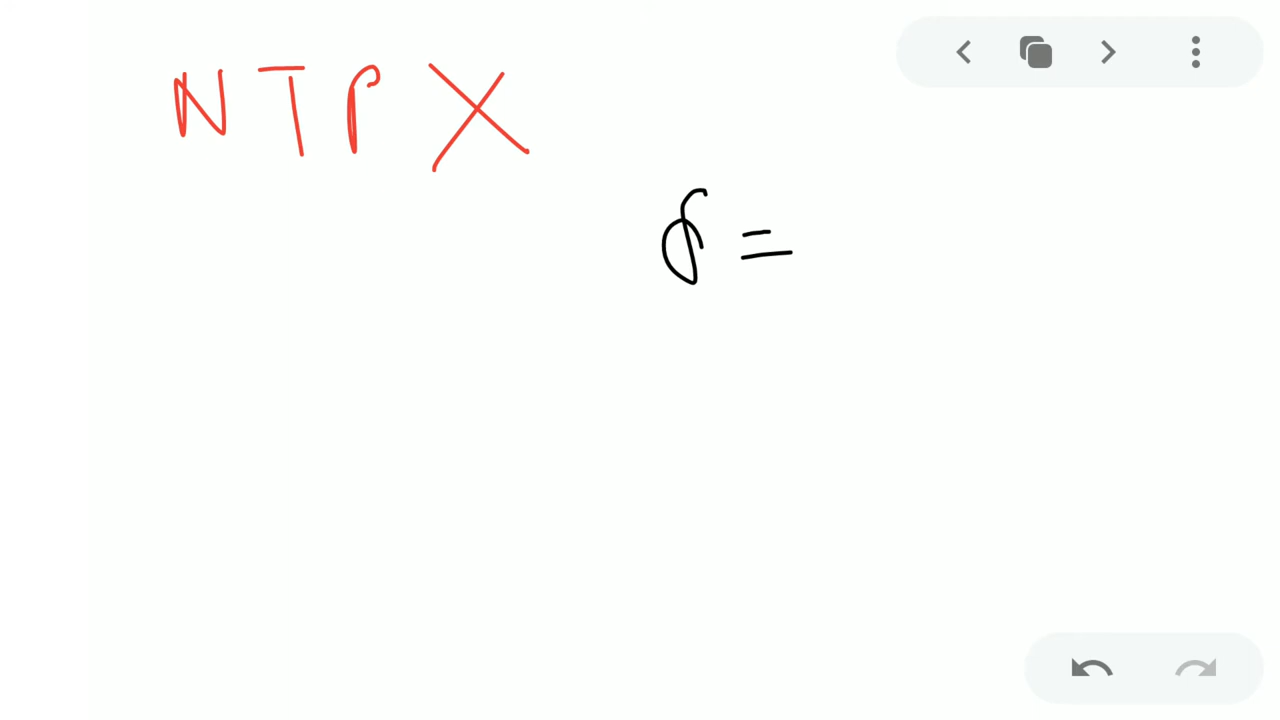 NTPX
δ =